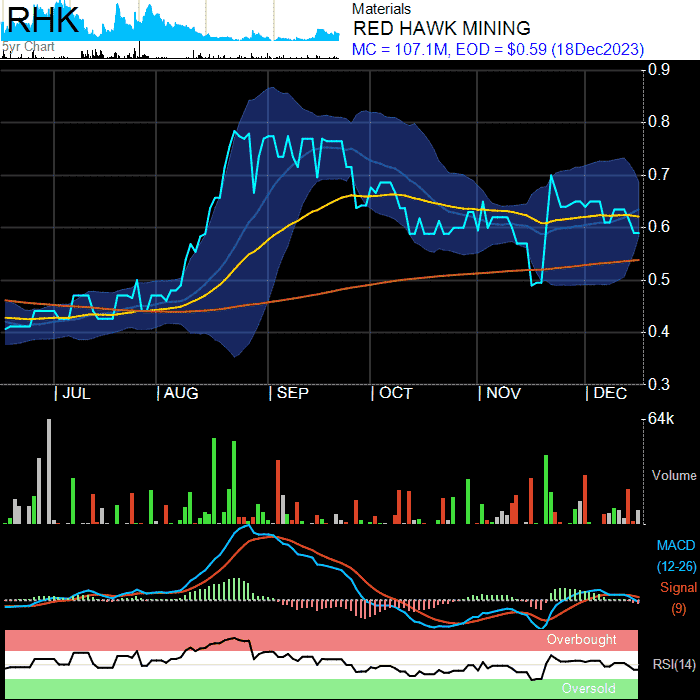 RHK
5yr Chart
Materials
RED HAWK MINING
MC = 107.1M, EOD = $0.59 (18Dec2023)
0.9
0.8
0.7
0.6
0.5
0.4
0.3
JUL AUG SEP OCT NOV DEC
64k
Volume
MACD
(12-26)
Signal
(9)
Overbought
RSI(14)
Oversold